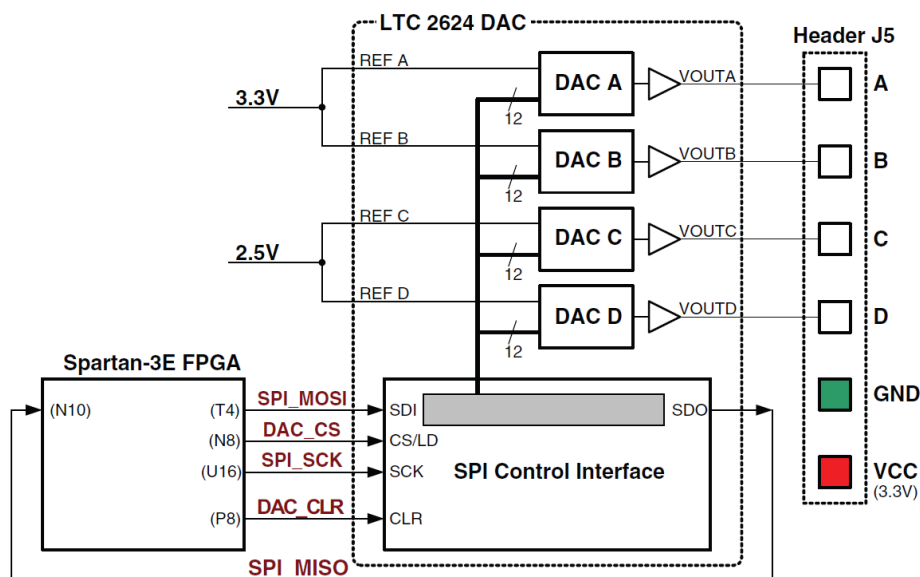 LTC 2624 DAC
Header J5
REF A
DAC A
VOUTA
A
3.3V
12
REF B
DAC B
VOUTB
B
12
REF C
DAC C
VOUTC
C
2.5V
12
REF D
DAC D
VOUTD
D
12
Spartan-3E FPGA
GND
(N10)
(T4)
SPI_MOSI
SDI
SDO
(N8)
DAC_CS
CS/LD
(U16)
SPI_SCK
SCK
SPI Control Interface
VCC
(3.3V)
(P8)
DAC_CLR
CLR
SPI_MISO